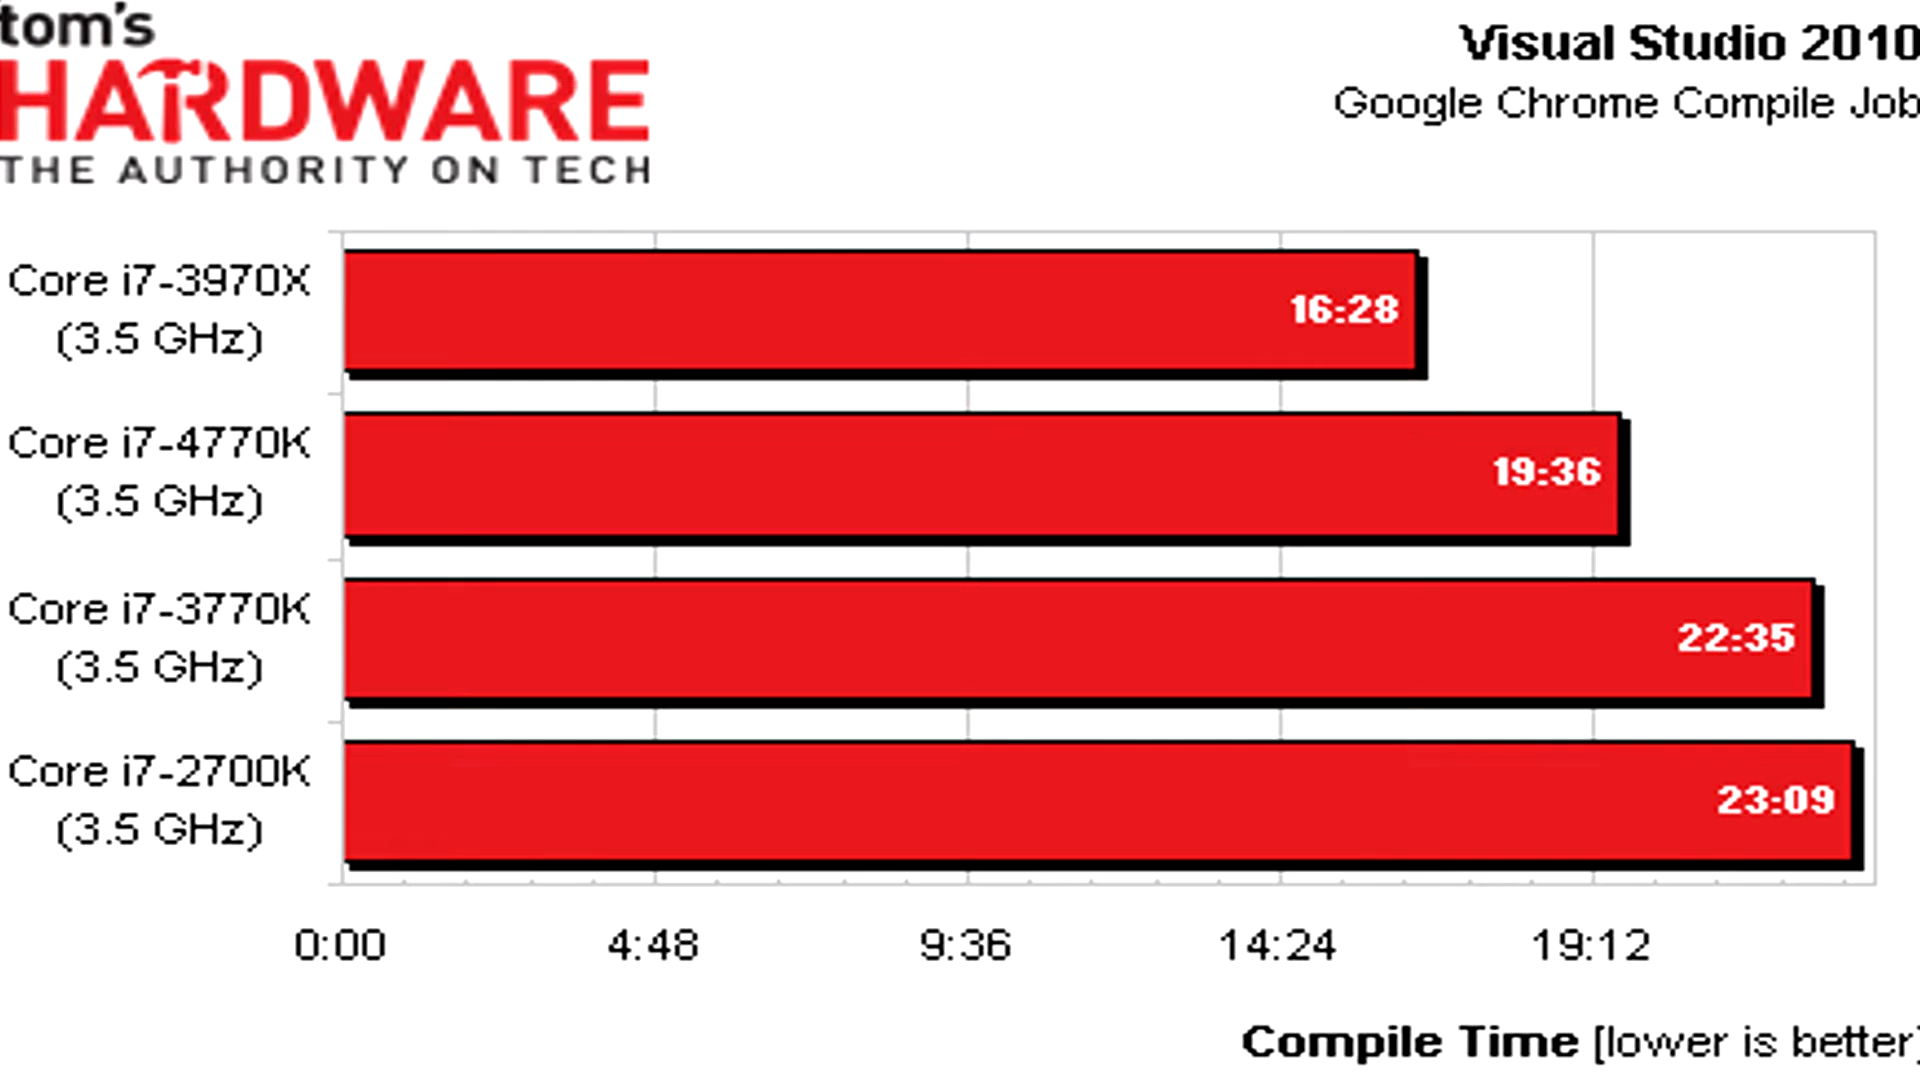 tom's
HARDWARE
THE AUTHORITY ON TECH
Visual Studio 2010
Google Chrome Compile Job
Core i7-3970X
(3.5 GHz)
16:28
Core i7-4770K
(3.5 GHz)
19:36
Core i7-3770K
(3.5 GHz)
22:35
Core i7-2700K
(3.5 GHz)
23:09
0:00 4:48 9:36 14:24 19:12
Compile Time [lower is better]